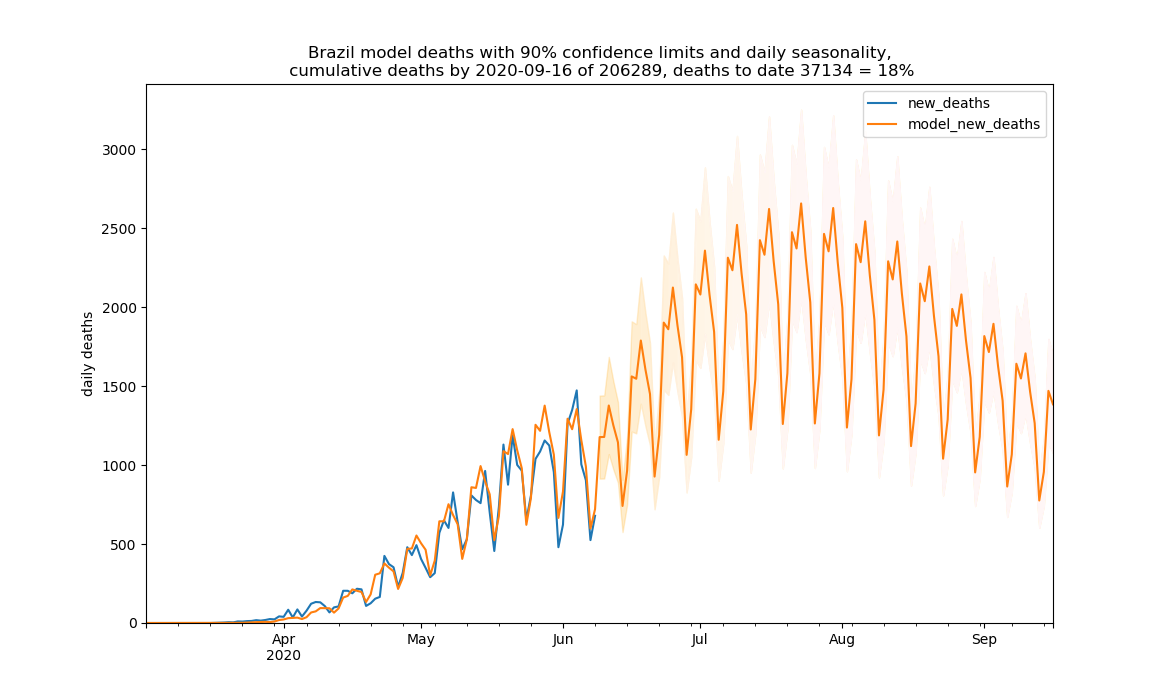 Brazil model deaths with 90% confidence limits and daily seasonality,
cumulative deaths by 2020-09-16 of 206289, deaths to date 37134 = 18%
new_deaths
model_new_deaths
daily deaths
3000
2500
2000
1500
1000
500
0
Apr May Jun Jul Aug Sep
2020